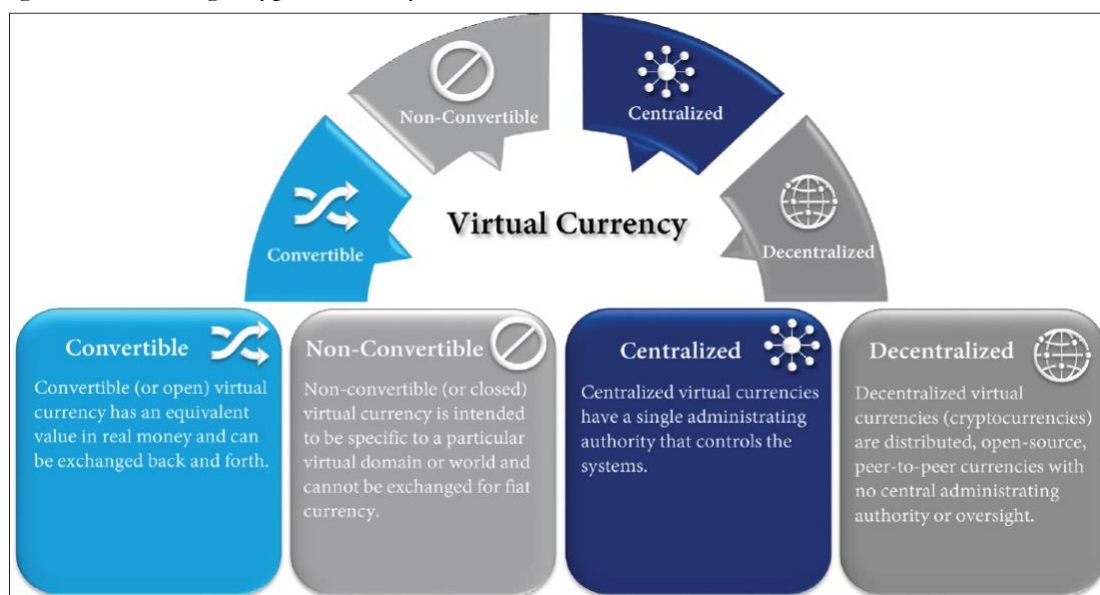 Non-Convertible
Centralized
Convertible
Virtual Currency
Decentralized
Convertible
Convertible (or open) virtual
currency has an equivalent
value in real money and can
be exchanged back and forth.
Non-Convertible
Non-convertible (or closed)
virtual currency is intended
to be specific to a particular
virtual domain or world and
cannot be exchanged for fiat
currency.
Centralized
Centralized virtual currencies
have a single administrating
authority that controls the
systems.
Decentralized
Decentralized virtual
currencies (cryptocurrencies)
are distributed, open-source,
peer-to-peer currencies with
no central administrating
authority or oversight.